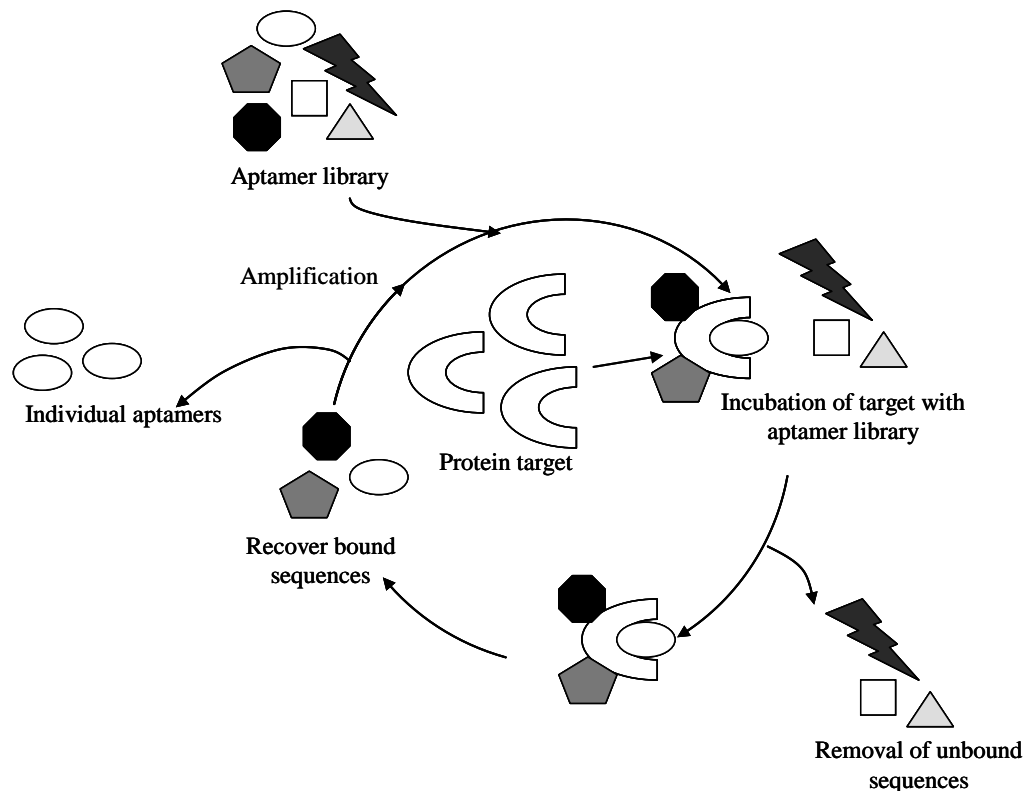 Aptamer library
Amplification
Individual aptamers
Protein target
Incubation of target with
aptamer library
Recover bound
sequences
Removal of unbound
sequences